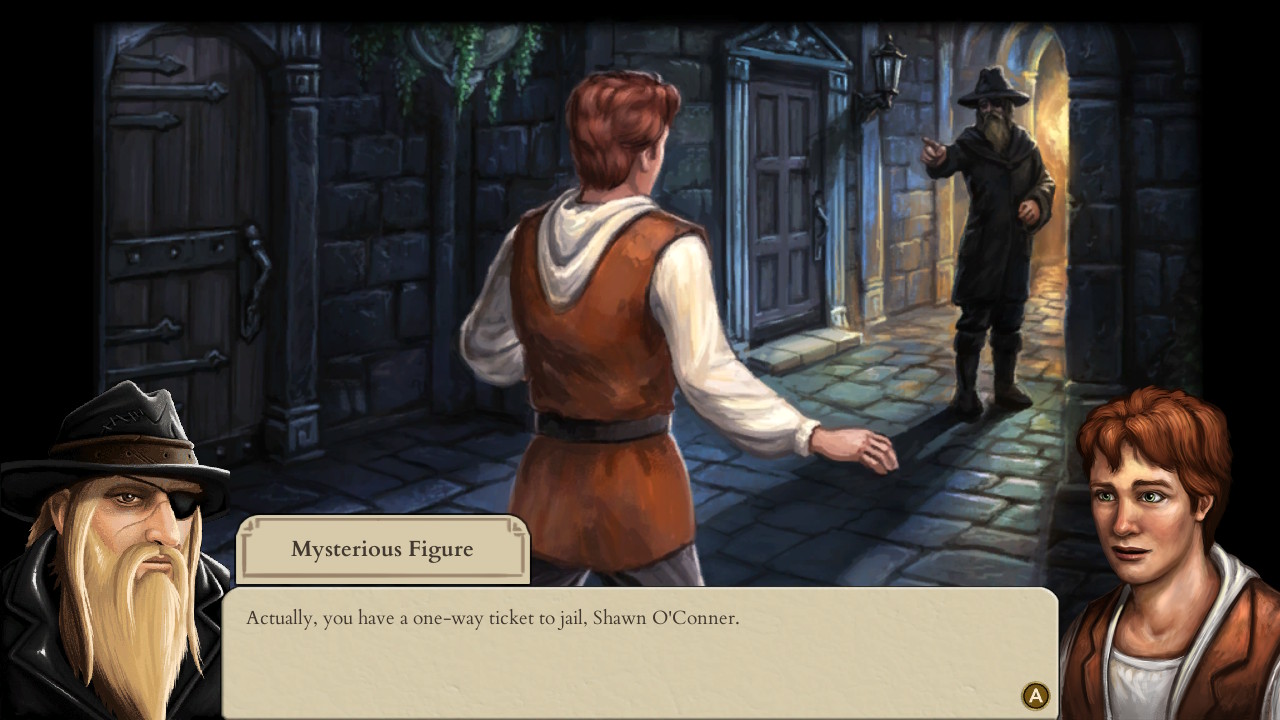 Mysterious Figure
Actually, you have a one-way ticket to jail, Shawn O'Conner.
A